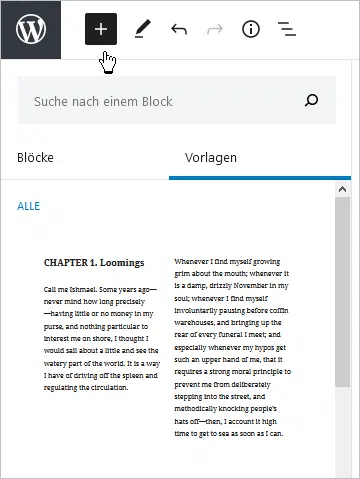 Suche nach einem Block
Blöcke
Vorlagen
ALLE
CHAPTER 1. Loomings
Call me Ishmael. Some years ago—
never mind how long precisely
—having little or no money in my
purse, and nothing particular to
interest me on shore, I thought I
would sail about a little and see the
watery part of the world. It is a way
I have of driving off the spleen and
regulating the circulation.
Whenever I find myself growing
grim about the mouth; whenever it
is a damp, drizzly November in my
soul; whenever I find myself
involuntarily pausing before coffin
warehouses, and bringing up the
rear of every funeral I meet; and
especially whenever my hypos get
such an upper hand of me, that it
requires a strong moral principle to
prevent me from deliberately
stepping into the street, and
methodically knocking people's
hats off—then, I account it high
time to get to sea as soon as I can.